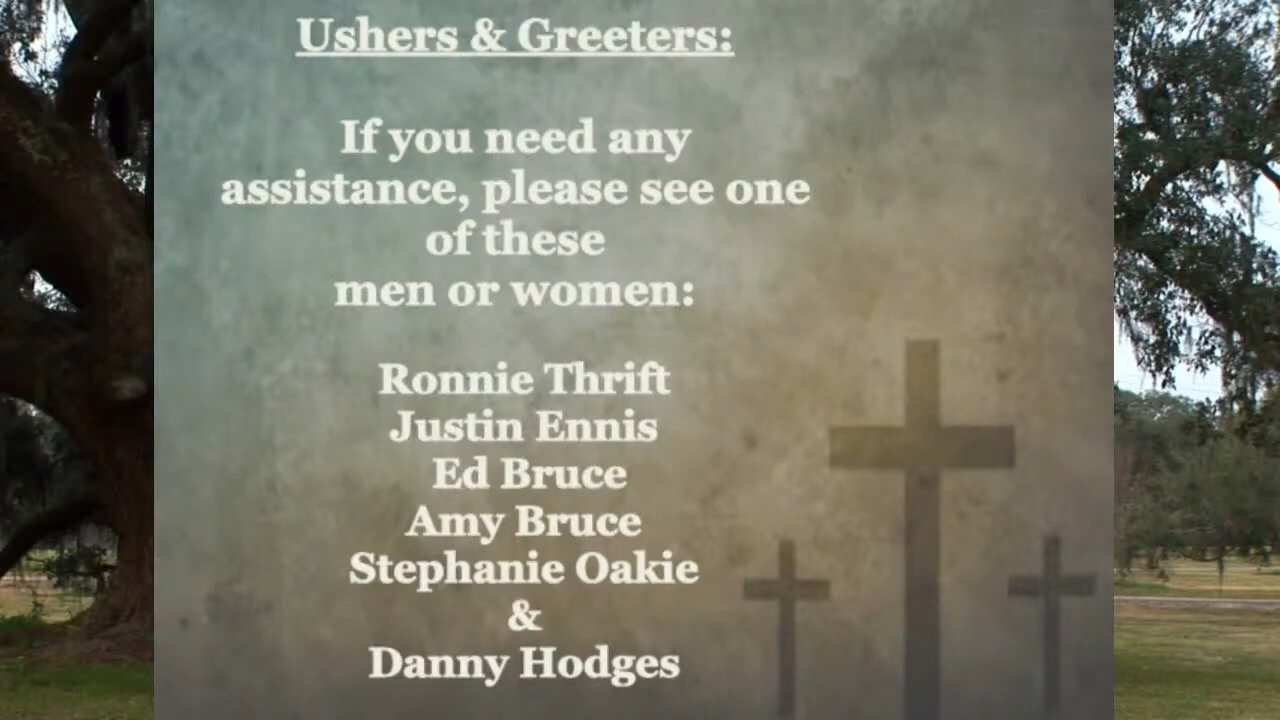 Ushers & Greeters:
If you need any
assistance, please see one
of these
men or women:
Ronnie Thrift
Justin Ennis
Ed Bruce
Amy Bruce
Stephanie Oakie
&
Danny Hodges